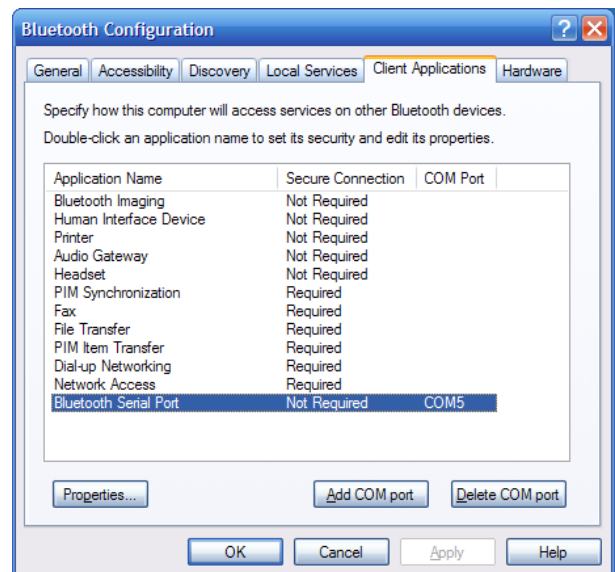 Bluetooth Configuration
General Accessibility Discovery Local Services Client Applications Hardware
Specify how this computer will access services on other Bluetooth devices.
Double-click an application name to set its security and edit its properties.
Application Name Secure Connection COM Port
Bluetooth Imaging Not Required
Human Interface Device Not Required
Printer Not Required
Audio Gateway Not Required
Headset Not Required
PIM Synchronization Required
Fax Required
File Transfer Required
PIM Item Transfer Required
Dial-up Networking Required
Network Access Required
Bluetooth Serial Port Not Required COM5
Properties... Add COM port Delete COM port
OK Cancel Apply Help